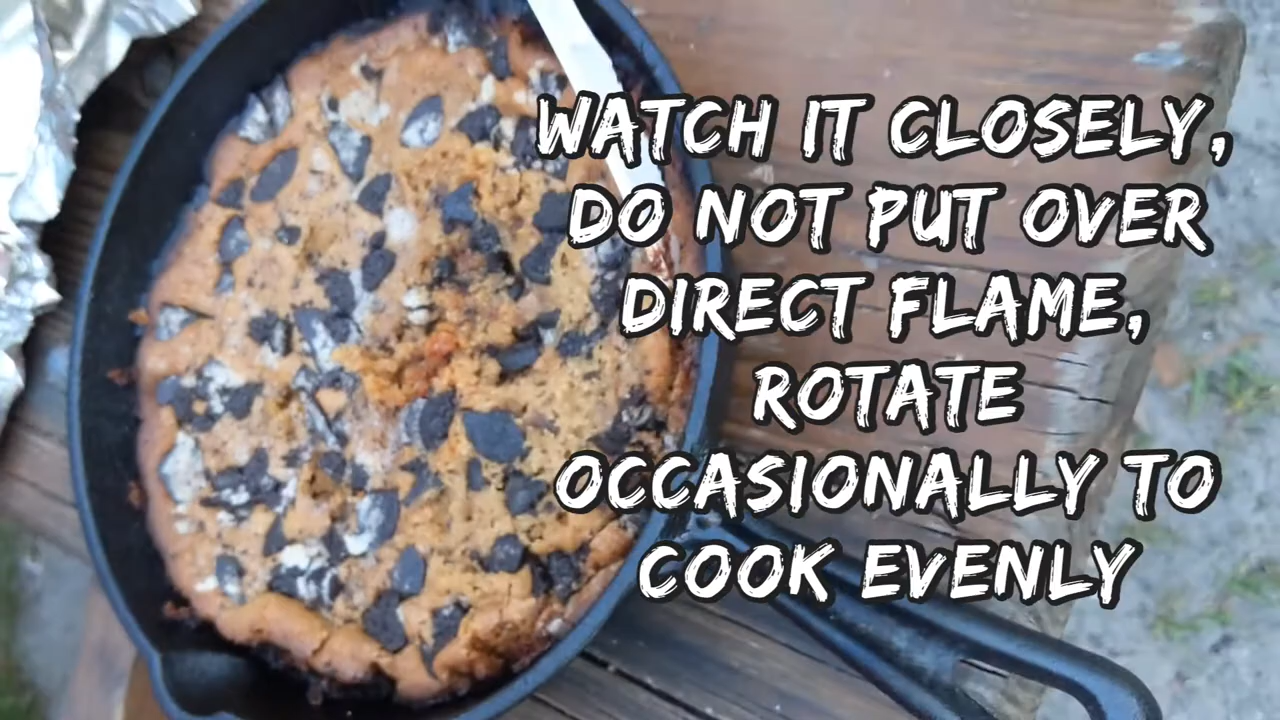 WATCH IT CLOSELY,
DO NOT PUT OVER
DIRECT FLAME,
ROTATE
OCCASIONALLY TO
COOK EVENLY